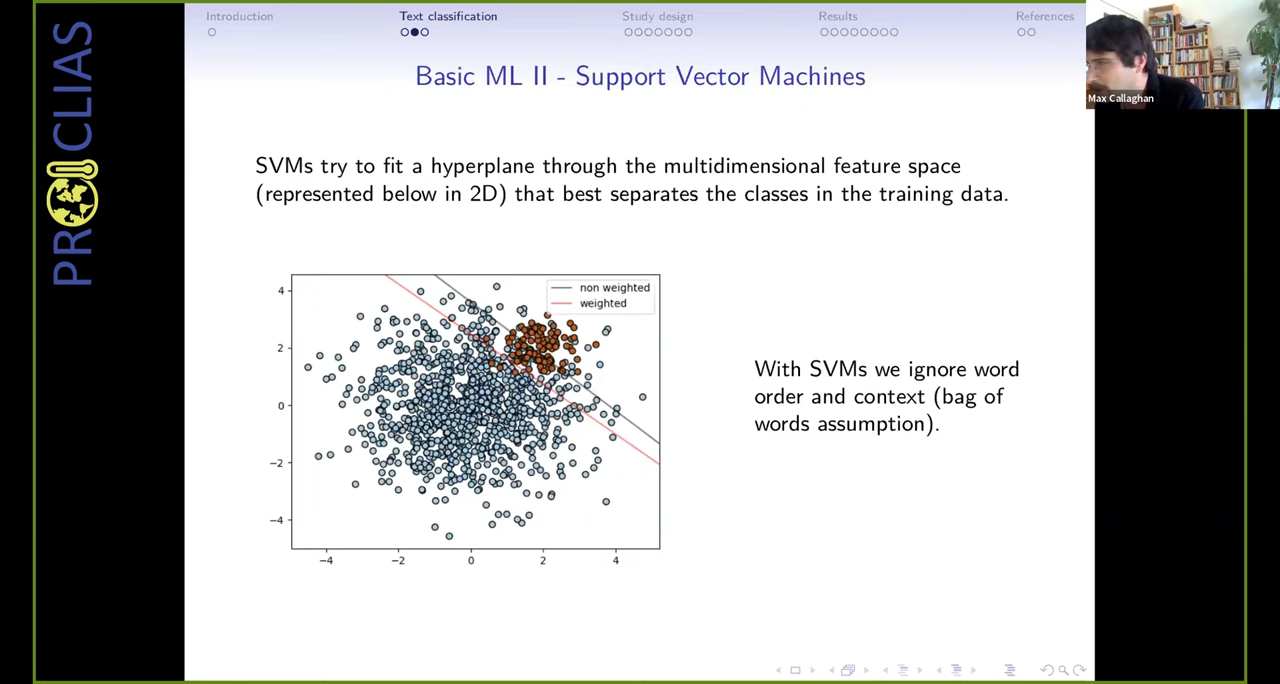 Introduction
Text classification
Study design
Results
References
Max Callaghan
PROCLIAS
Basic ML II - Support Vector Machines
SVMs try to fit a hyperplane through the multidimensional feature space
(represented below in 2D) that best separates the classes in the training data.
non weighted
weighted
4
2
0
−2
−4
−4
−2
0
2
4
With SVMs we ignore word
order and context (bag of
words assumption).